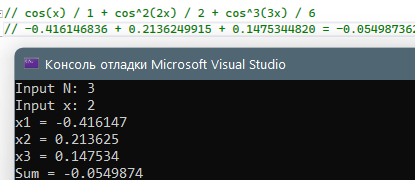 // cos(x) / 1 + cos^2(2x) / 2 + cos^3(3x) / 6
// -0.416146836 + 0.2136249915 + 0.1475344820 = -0.054987362
Консоль отладки Microsoft Visual Studio
Input N: 3
Input x: 2
x1 = -0.416147
x2 = 0.213625
x3 = 0.147534
Sum = -0.0549874